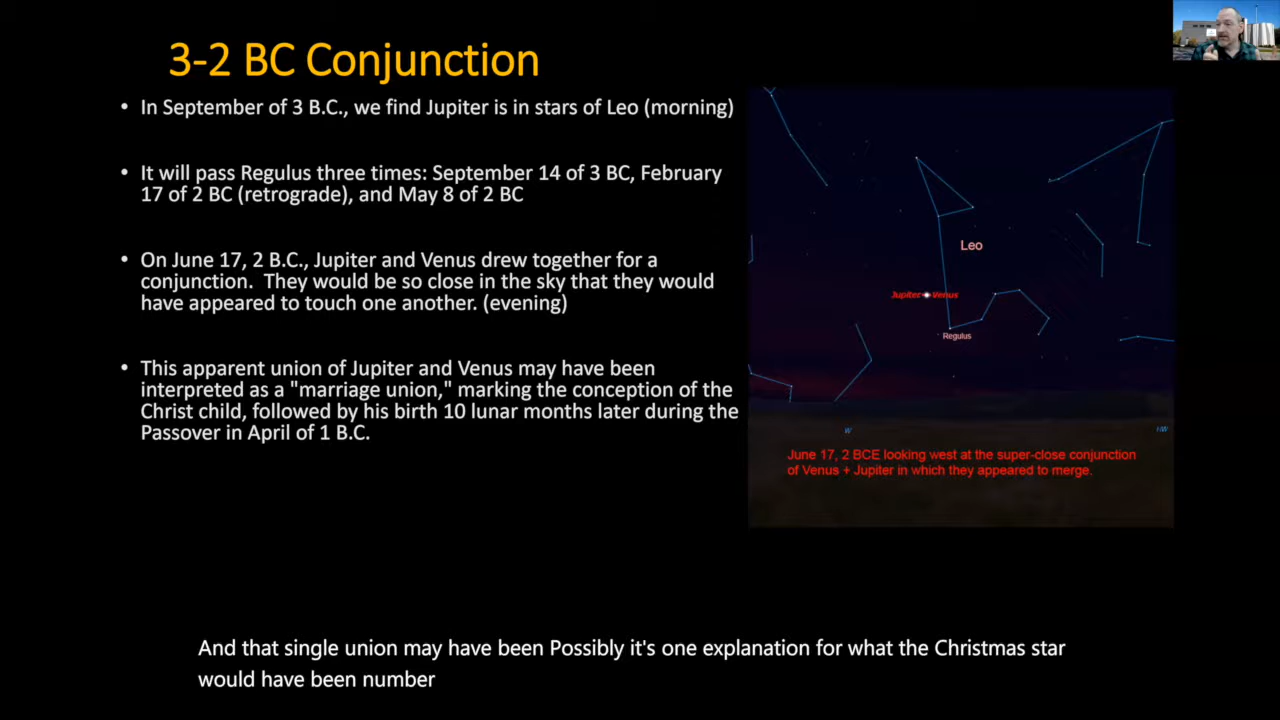 3-2 BC Conjunction
• In September of 3 B.C., we find Jupiter is in stars of Leo (morning)
• It will pass Regulus three times: September 14 of 3 BC, February
17 of 2 BC (retrograde), and May 8 of 2 BC
• On June 17, 2 B.C., Jupiter and Venus drew together for a
conjunction.  They would be so close in the sky that they would
have appeared to touch one another. (evening)
• This apparent union of Jupiter and Venus may have been
interpreted as a "marriage union," marking the conception of the
Christ child, followed by his birth 10 lunar months later during the
Passover in April of 1 B.C.
Leo
Jupiter Venus
Regulus
W
NW
June 17, 2 BCE looking west at the super-close conjunction
of Venus + Jupiter in which they appeared to merge.
And that single union may have been Possibly it's one explanation for what the Christmas star
would have been number